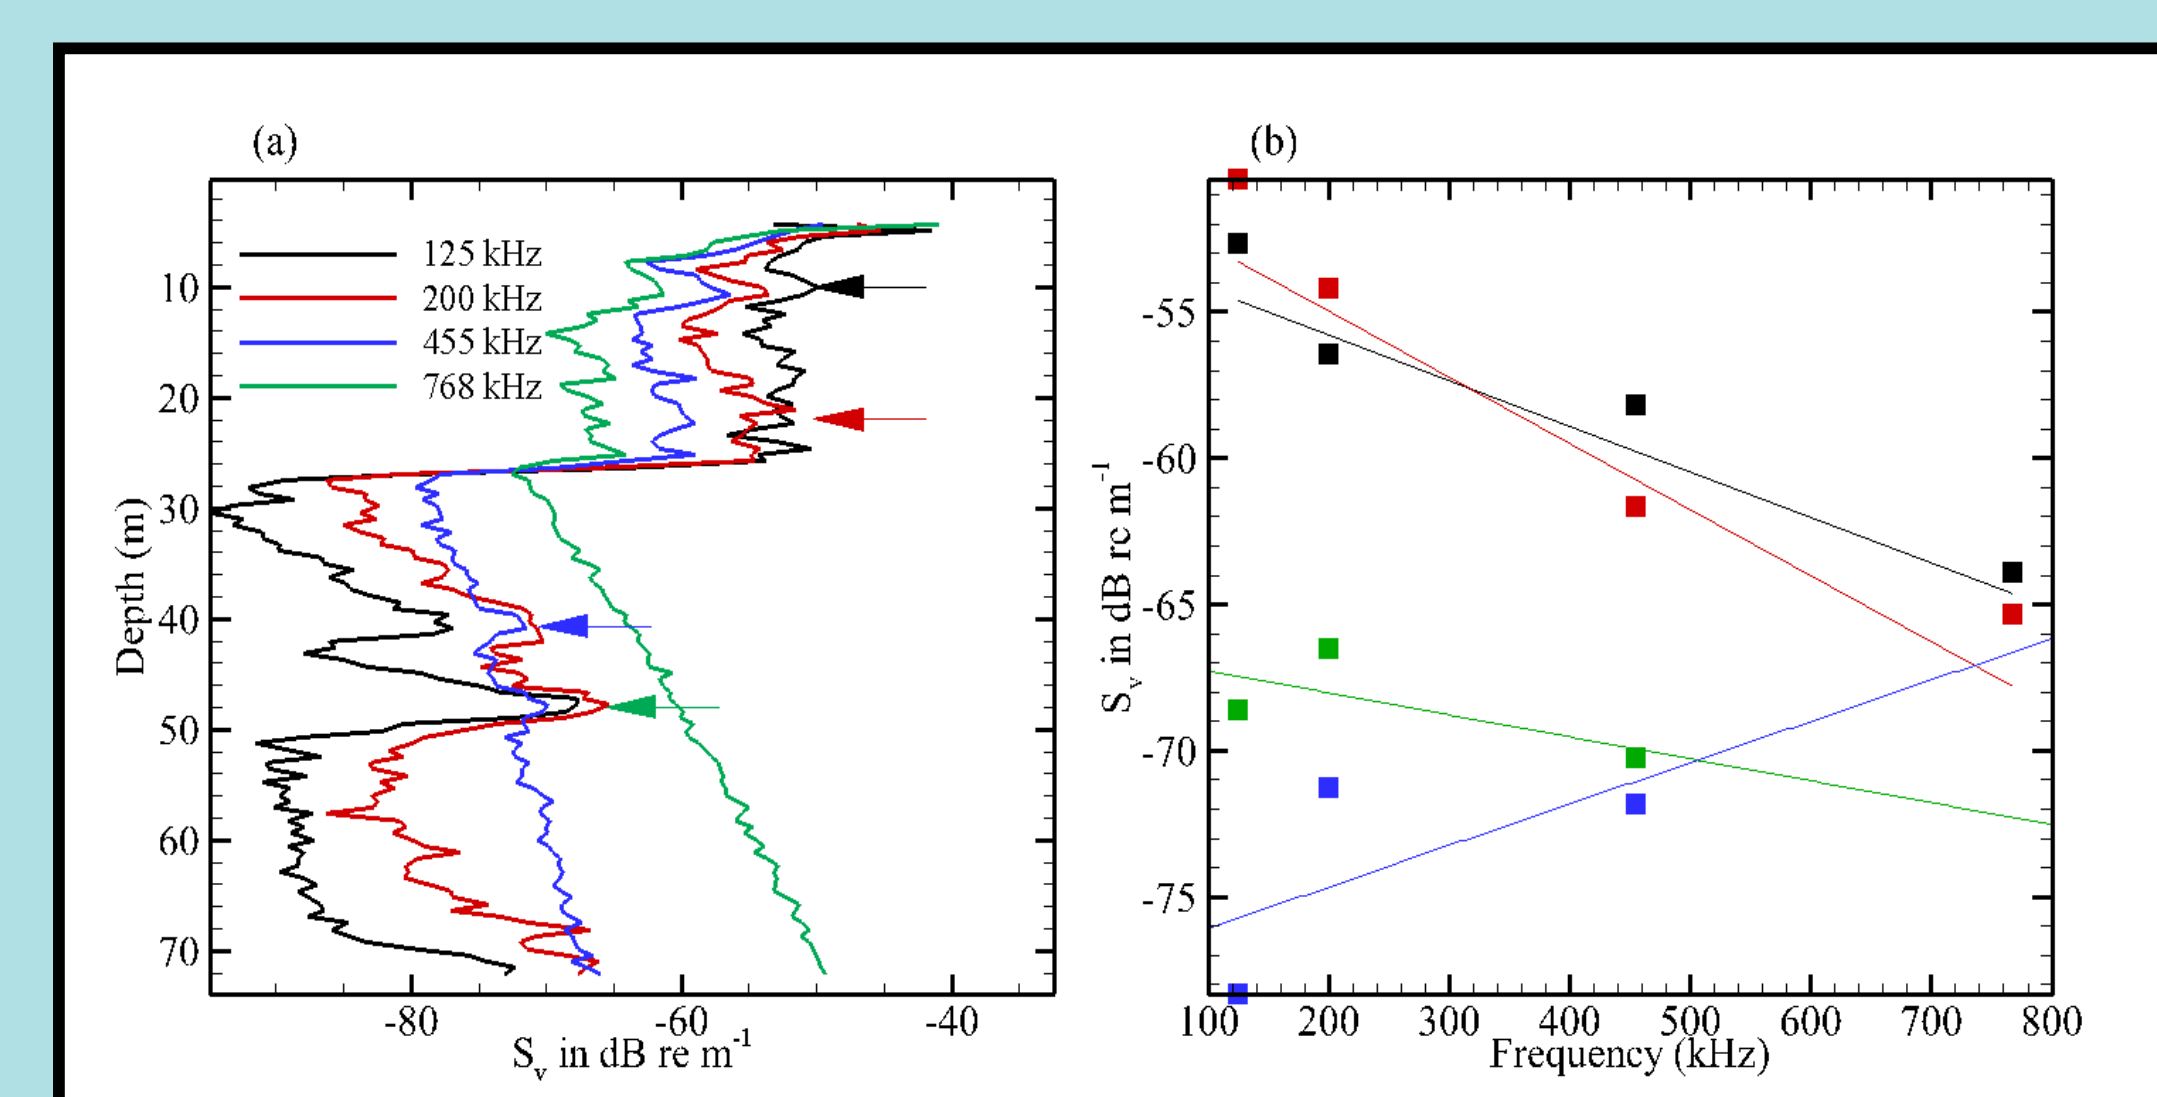 (a)
125 kHz
200 kHz
455 kHz
768 kHz
10
20
30
40
50
60
70
Depth (m)
-80
-60
-40
Sv in dB re m-1
(b)
-55
-60
-65
-70
-75
Sv in dB re m-1
100
200
300
400
500
600
700
800
Frequency (kHz)